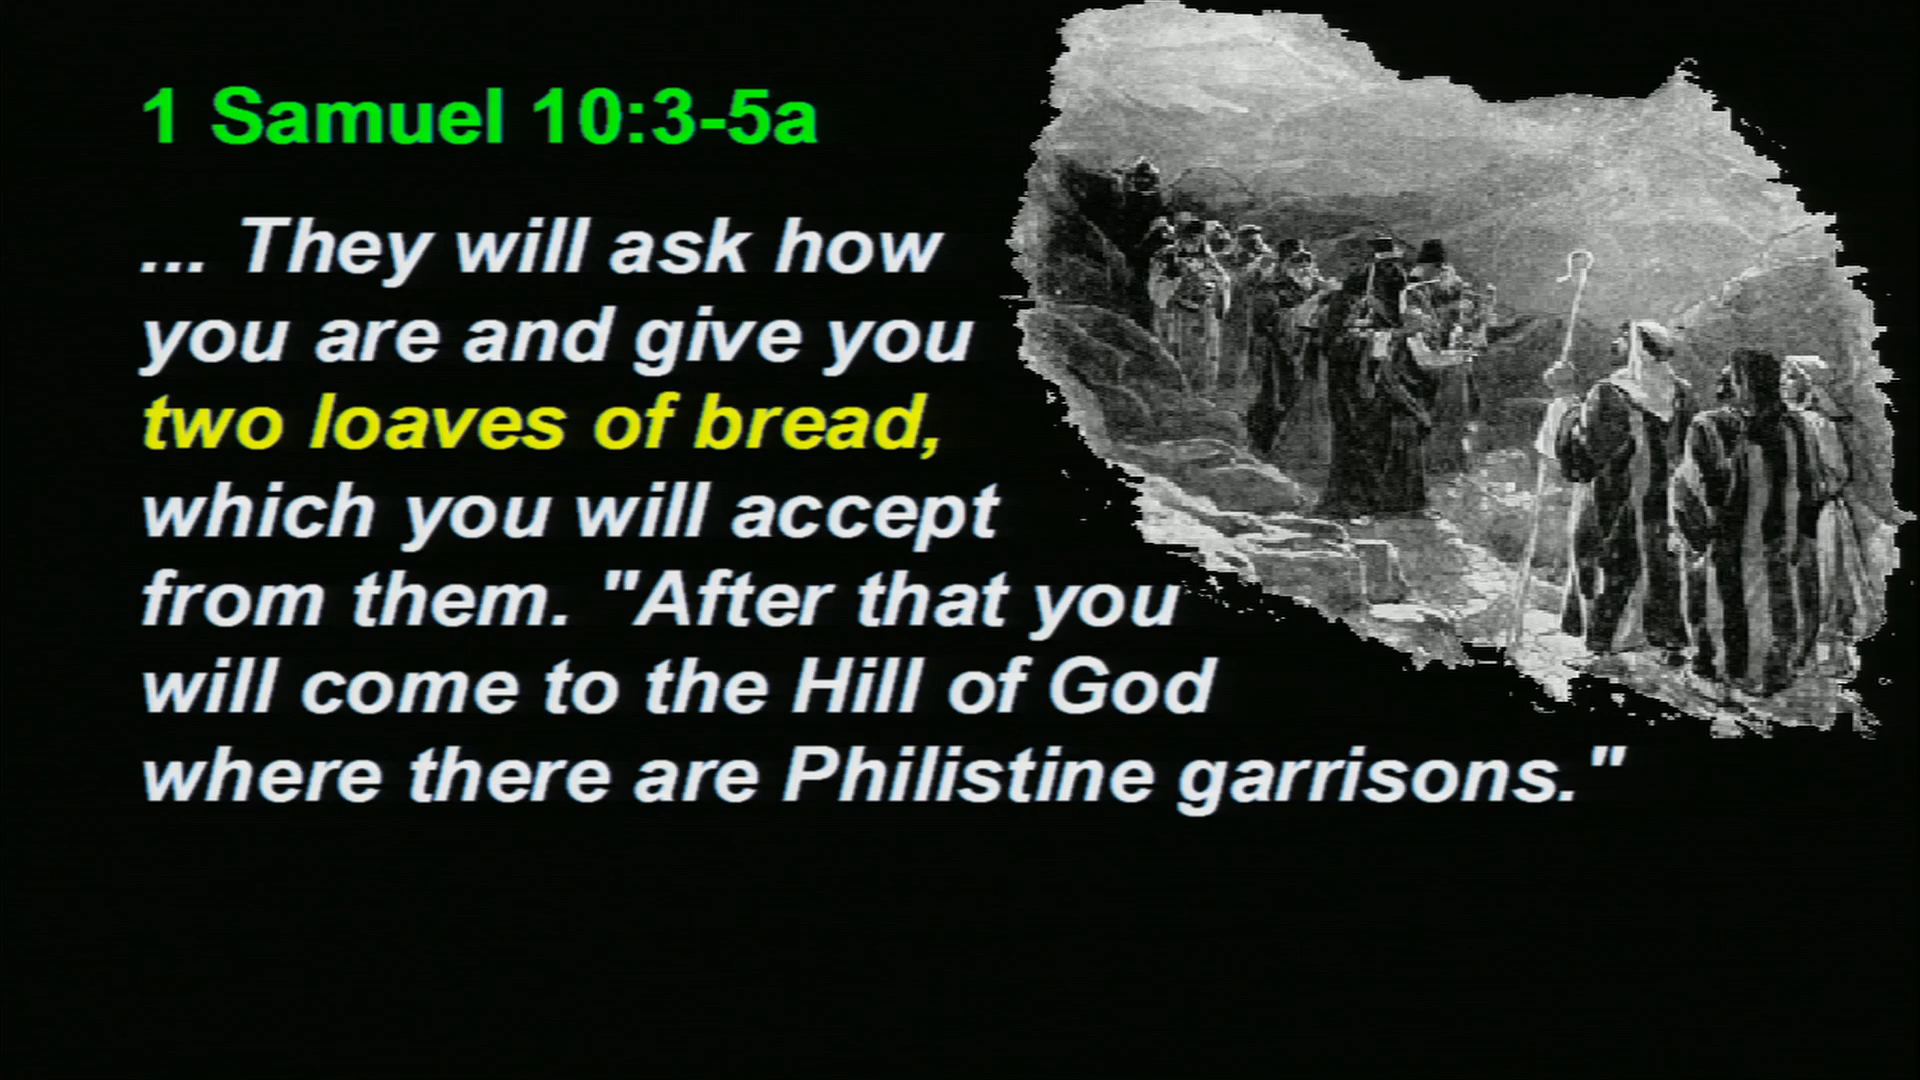 1 Samuel 10:3-5a
... They will ask how
you are and give you
two loaves of bread,
which you will accept
from them. "After that you
will come to the Hill of God
where there are Philistine garrisons."